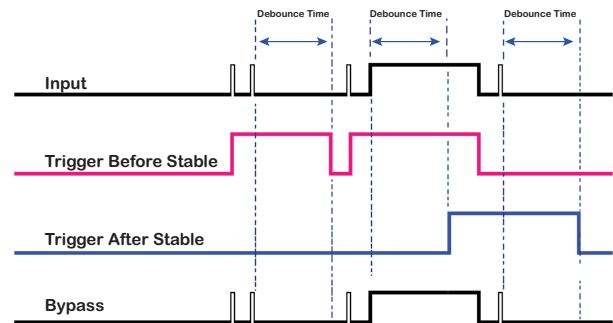 Debounce Time
Debounce Time
Debounce Time
Input
Trigger Before Stable
Trigger After Stable
Bypass